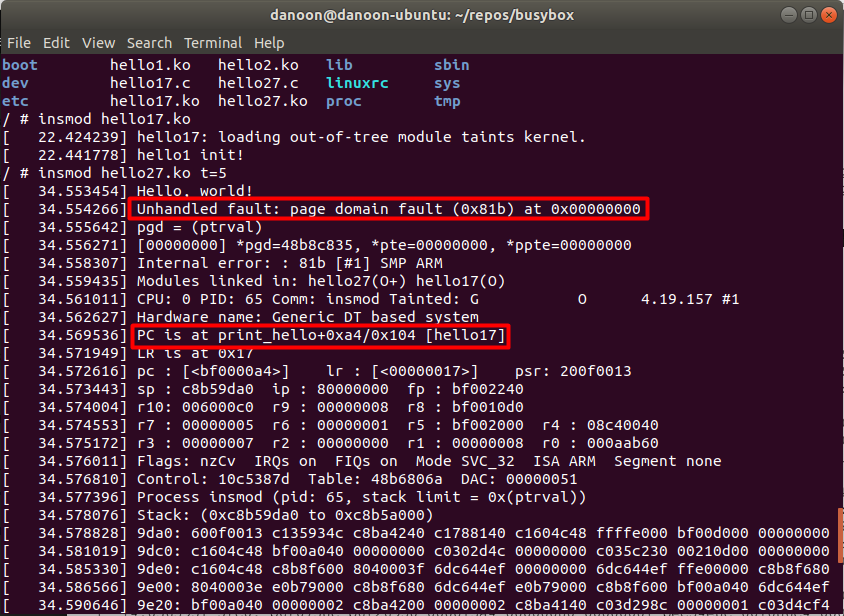 danoon@danoon-ubuntu: ~/repos/busybox
File Edit View Search Terminal Help
boot hello1.ko hello2.ko lib sbin
dev hello17.c hello27.c linuxrc sys
etc hello17.ko hello27.ko proc tmp
/ # insmod hello17.ko
[ 22.424239] hello17: loading out-of-tree module taints kernel.
[ 22.441778] hello1 init!
/ # insmod hello27.ko t=5
[ 34.553454] Hello, world!
[ 34.554266] Unhandled fault: page domain fault (0x81b) at 0x00000000
[ 34.555642] pgd = (ptrval)
[ 34.556271] [00000000] *pgd=48b8c835, *pte=00000000, *ppte=00000000
[ 34.558307] Internal error: : 81b [#1] SMP ARM
[ 34.559435] Modules linked in: hello27(O+) hello17(O)
[ 34.561011] CPU: 0 PID: 65 Comm: insmod Tainted: G O 4.19.157 #1
[ 34.562627] Hardware name: Generic DT based system
[ 34.569536] PC is at print_hello+0xa4/0x104 [hello17]
[ 34.571949] LR is at 0x17
[ 34.572616] pc : [<bf0000a4>] lr : [<00000017>] psr: 200f0013
[ 34.573443] sp : c8b59da0 ip : 80000000 fp : bf002240
[ 34.574004] r10: 006000c0 r9 : 00000008 r8 : bf0010d0
[ 34.574553] r7 : 00000005 r6 : 00000001 r5 : bf002000 r4 : 08c40040
[ 34.575172] r3 : 00000007 r2 : 00000000 r1 : 00000008 r0 : 000aab60
[ 34.576011] Flags: nzCv IRQs on FIQs on Mode SVC_32 ISA ARM Segment none
[ 34.576810] Control: 10c5387d Table: 48b6806a DAC: 00000051
[ 34.577396] Process insmod (pid: 65, stack limit = 0x(ptrval))
[ 34.578076] Stack: (0xc8b59da0 to 0xc8b5a000)
[ 34.578828] 9da0: 600f0013 c135934c c8ba4240 c1788140 c1604c48 ffffe000 bf00d000 00000000
[ 34.581019] 9dc0: c1604c48 bf00a040 00000000 c0302d4c 00000000 c035c230 00210d00 00000000
[ 34.585330] 9de0: c1604c48 c8b8f600 8040003f 6dc644ef 00000000 6dc644ef ffe00000 c8b8f680
[ 34.586566] 9e00: 8040003e e0b79000 c8b8f680 6dc644ef e0b79000 c8b8f600 bf00a040 6dc644ef
[ 34.590646] 9e20: bf00a040 00000002 c8ba4200 00000002 c8ba4140 c03d298c 00000001 c03d4cf4